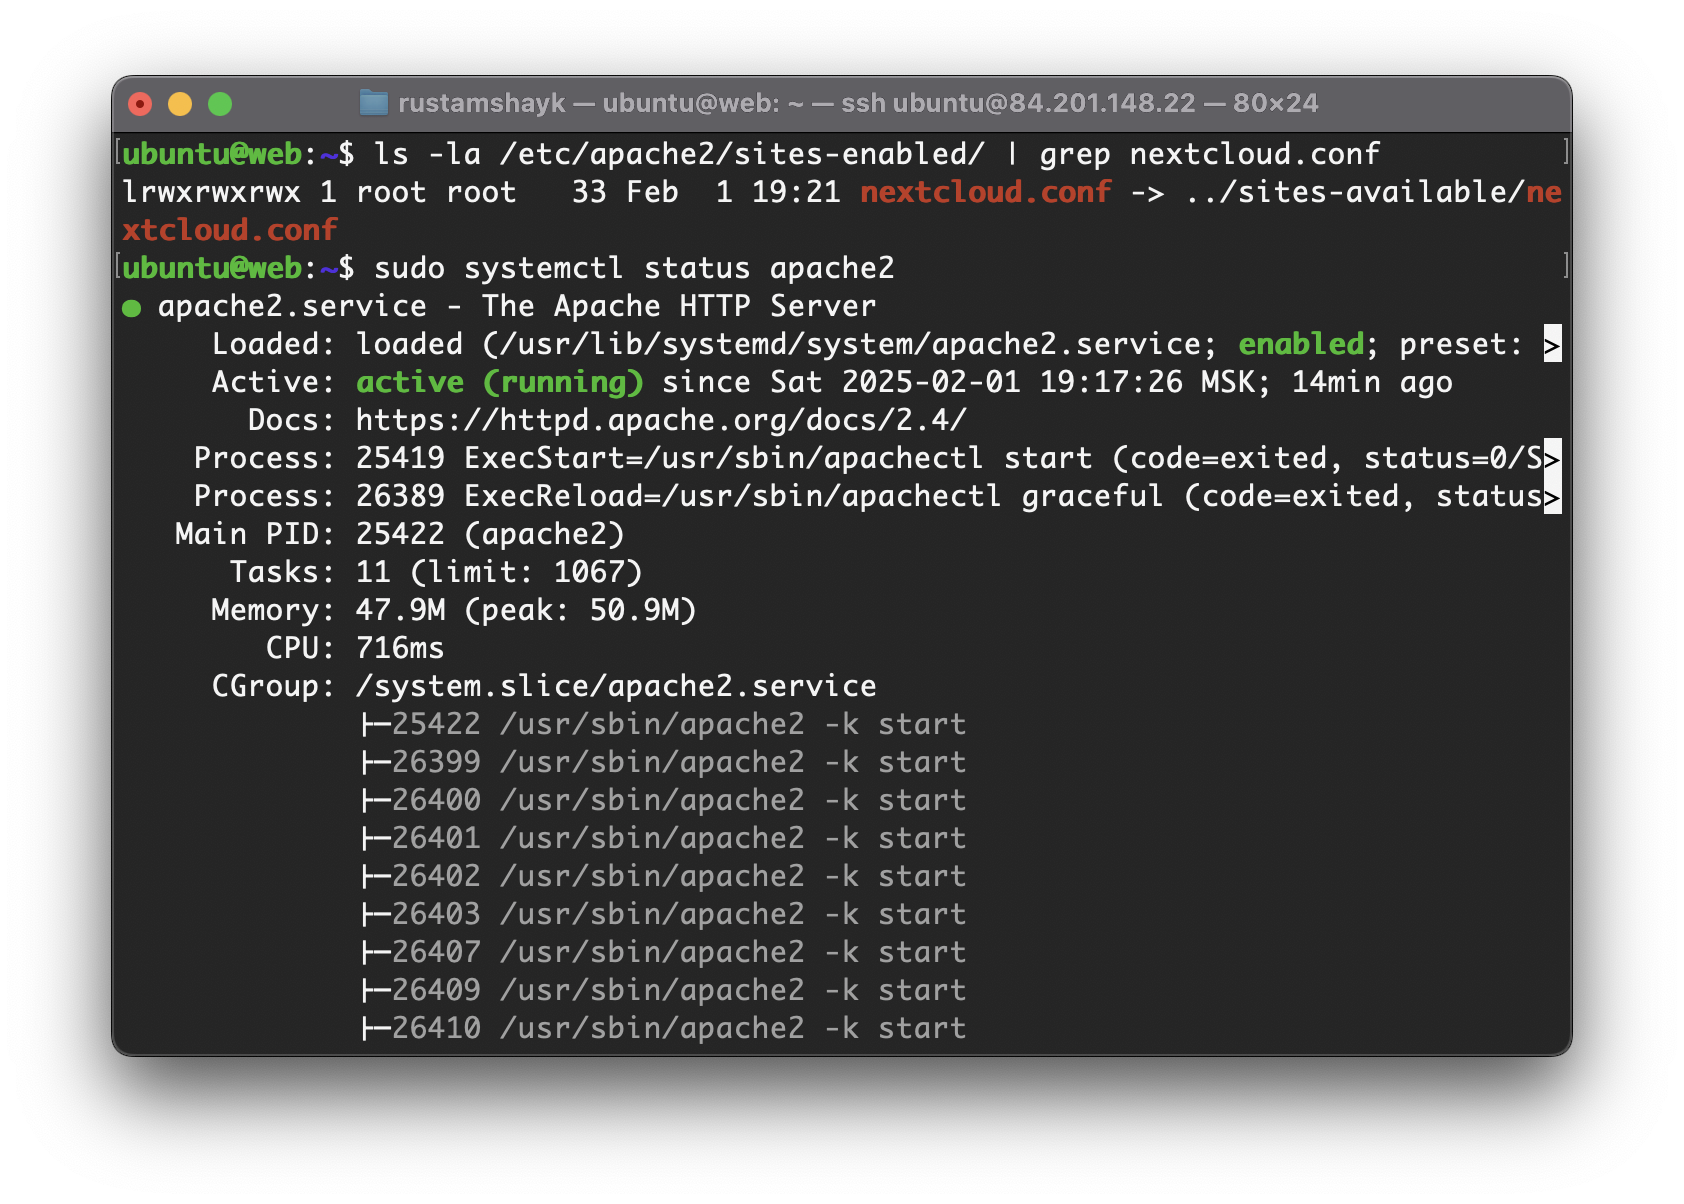 rustamshayk — ubuntu@web: ~ — ssh ubuntu@84.201.148.22 — 80×24
[ubuntu@web:~$ ls -la /etc/apache2/sites-enabled/ | grep nextcloud.conf ]
lrwxrwxrwx 1 root root   33 Feb  1 19:21 nextcloud.conf -> ../sites-available/ne
xtcloud.conf
[ubuntu@web:~$ sudo systemctl status apache2 ]
● apache2.service - The Apache HTTP Server
     Loaded: loaded (/usr/lib/systemd/system/apache2.service; enabled; preset: >
     Active: active (running) since Sat 2025-02-01 19:17:26 MSK; 14min ago
       Docs: https://httpd.apache.org/docs/2.4/
    Process: 25419 ExecStart=/usr/sbin/apachectl start (code=exited, status=0/S>
    Process: 26389 ExecReload=/usr/sbin/apachectl graceful (code=exited, status>
   Main PID: 25422 (apache2)
      Tasks: 11 (limit: 1067)
     Memory: 47.9M (peak: 50.9M)
        CPU: 716ms
     CGroup: /system.slice/apache2.service
             ├─25422 /usr/sbin/apache2 -k start
             ├─26399 /usr/sbin/apache2 -k start
             ├─26400 /usr/sbin/apache2 -k start
             ├─26401 /usr/sbin/apache2 -k start
             ├─26402 /usr/sbin/apache2 -k start
             ├─26403 /usr/sbin/apache2 -k start
             ├─26407 /usr/sbin/apache2 -k start
             ├─26409 /usr/sbin/apache2 -k start
             ├─26410 /usr/sbin/apache2 -k start